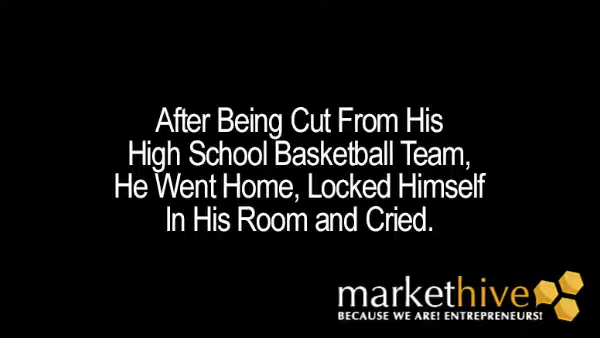 After Being Cut From His
High School Basketball Team,
He Went Home, Locked Himself
In His Room and Cried.
markethive
BECAUSE WE ARE! ENTREPRENEURS!